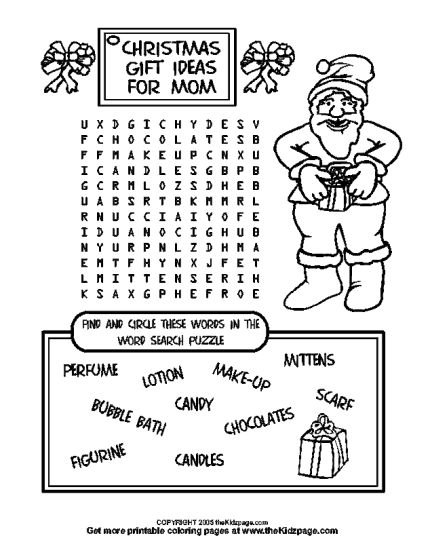 CHRISTMAS
GIFT IDEAS
FOR MOM
U X D G I C H Y D E S V
F C H O C O L A T E S B
F F M A K E U P C N X U
I C A N D L E S G B P B
G C R M L O Z S D H E B
U A B S R T B K M M R L
R N U C C I A I Y O F E
I D U A N O C I G H U B
N Y U R P N L Z D H M A
E M T F H Y N X J F E T
L M I T T E N S E R I H
K S A X G P H E F R O E
FIND AND CIRCLE THESE WORDS IN THE
WORD SEARCH PUZZLE
PERFUME LOTION MAKE-UP MITTENS
BUBBLE BATH CANDY CHOCOLATES SCARF
FIGURINE CANDLES
COPYRIGHT 2005 theKidzpage.com
Get more printable coloring pages at www.theKidzpage.com